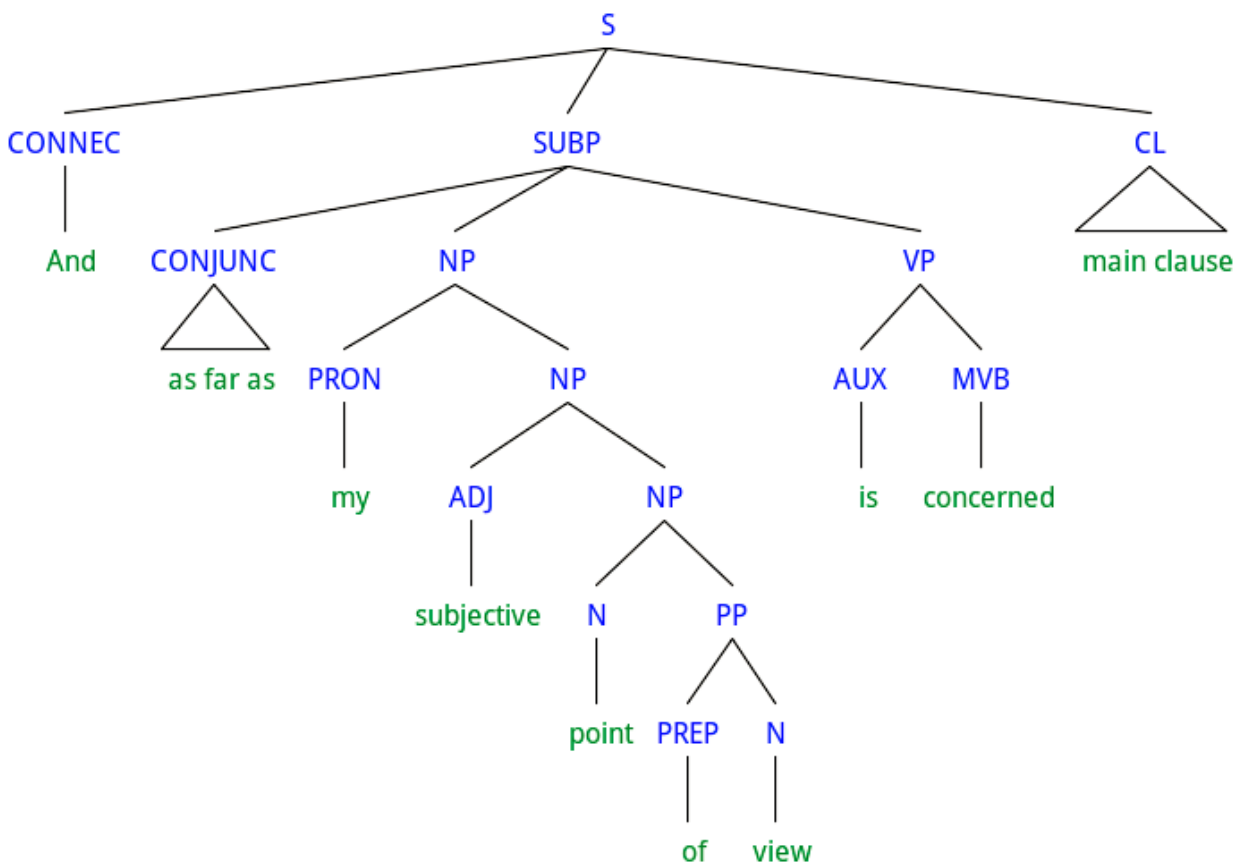 S
CONNEC SUBP CL
And CONJUNC NP VP main clause
as far as PRON NP AUX MVB
my ADJ NP is concerned
subjective N PP
point PREP N
of view